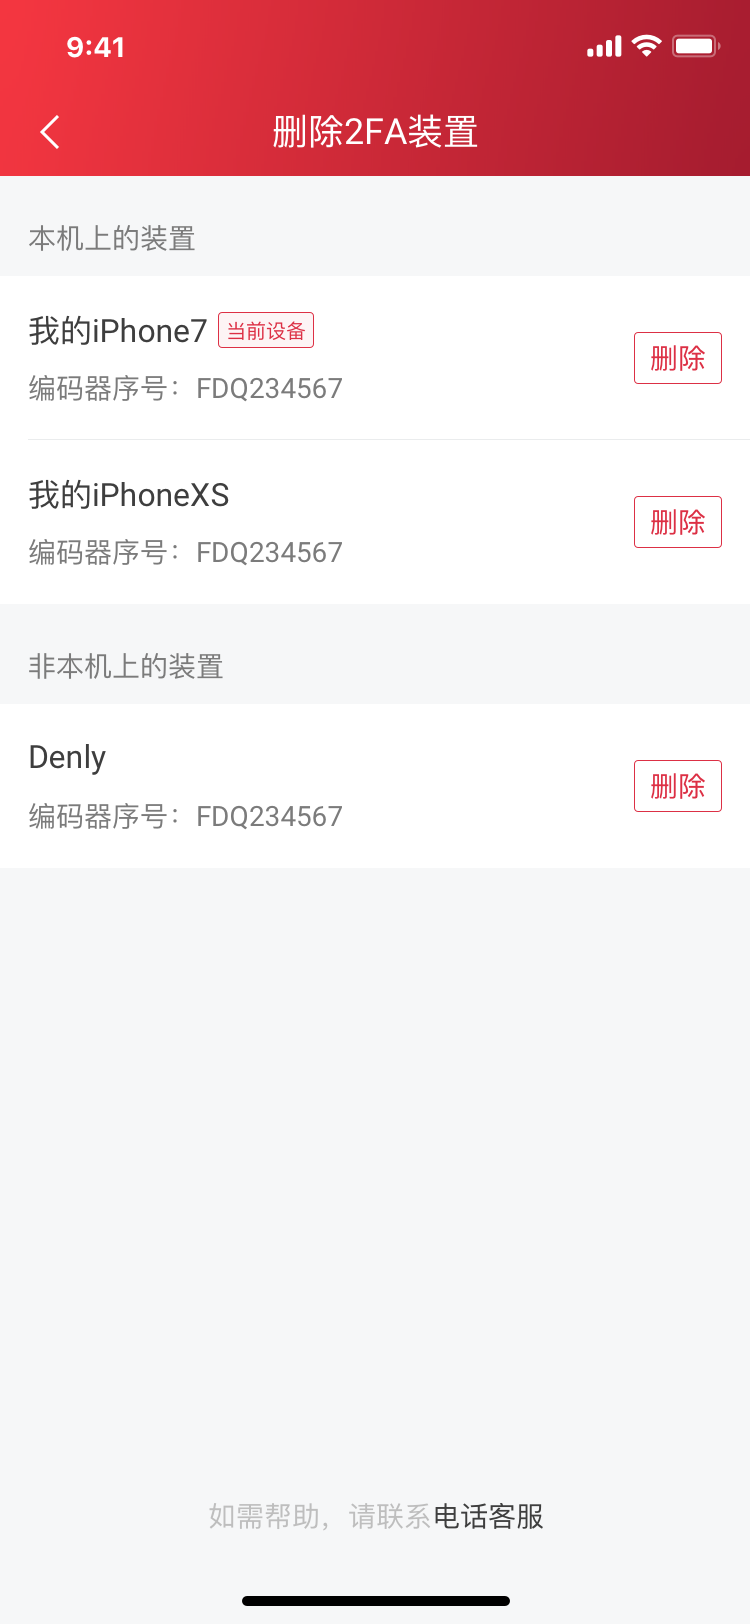 9:41
删除2FA装置
本机上的装置
我的iPhone7 当前设备
编码器序号：FDQ234567
删除
我的iPhoneXS
编码器序号：FDQ234567
删除
非本机上的装置
Denly
编码器序号：FDQ234567
删除
如需帮助，请联系电话客服